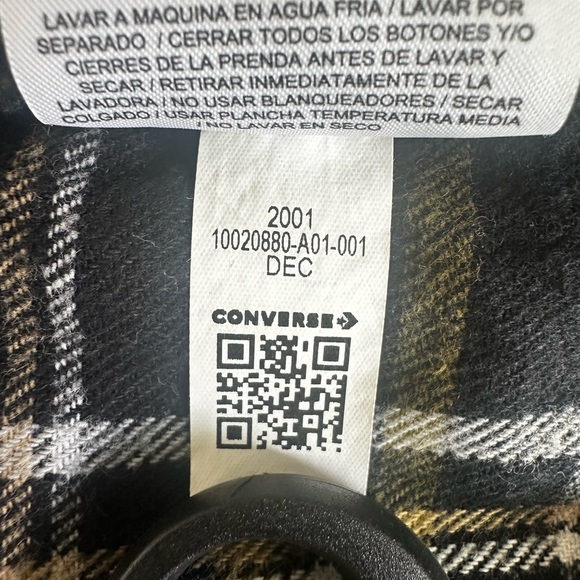 LAVAR A MAQUINA EN AGUA FRIA / LAVAR POR
SEPARADO / CERRAR TODOS LOS BOTONES Y/O
CIERRES DE LA PRENDA ANTES DE LAVAR Y
SECAR / RETIRAR INMEDIATAMENTE DE LA
LAVADORA / NO USAR BLANQUEADORES / SECAR
COLGADO / USAR PLANCHA TEMPERATURA MEDIA
/ NO LAVAR EN SECO
2001
10020880-A01-001
DEC
CONVERSE